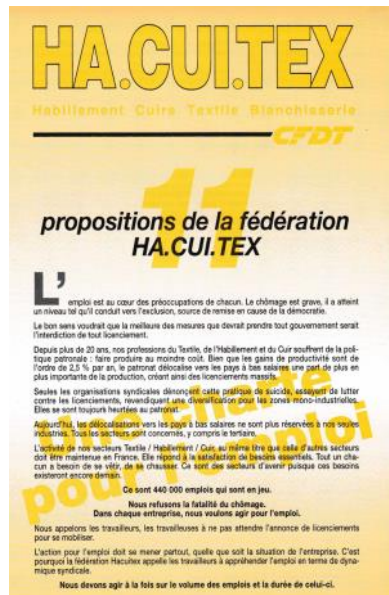 HA.CUI.TEX
Habillement Cuirs Textile Blanchisserie
CFDT
11
propositions de la fédération
HA.CUI.TEX
L'
emploi est au cœur des préoccupations de chacun. Le chômage est grave, il a atteint
un niveau tel qu'il conduit vers l'exclusion, source de remise en cause de la démocratie.
Le bon sens voudrait que la meilleure des mesures que devrait prendre tout gouvernement serait
l'interdiction de tout licenciement.
Depuis plus de 20 ans, nos professions du Textile, de l'Habillement et du Cuir souffrent de la poli-
tique patronale : faire produire au moindre coût. Bien que les gains de productivité sont de
l'ordre de 2,5 % par an, le patronat délocalise vers les pays à bas salaires une part de plus en
plus importante de la production, créant ainsi des licenciements massifs.
Seules les organisations syndicales dénoncent cette pratique de suicide, essayent de lutter
contre les licenciements, revendiquent une diversification pour les zones mono-industrielles.
Elles se sont toujours heurtées au patronat.
Aujourd'hui, les délocalisations vers les pays à bas salaires ne sont plus réservées à nos seules
industries. Tous les secteurs sont concernés, y compris le tertiaire.
L'activité de nos secteurs Textile / Habillement / Cuir, au même titre que celle d'autres secteurs
doit être maintenue en France. Elle répond à la satisfaction de besoins essentiels. Tout un cha-
cun a besoin de se vêtir, de se chausser. Ce sont des secteurs d'avenir puisque ces besoins
existeront encore demain.
Ce sont 440 000 emplois qui sont en jeu.
Nous refusons la fatalité du chômage.
Dans chaque entreprise, nous voulons agir pour l'emploi.
Nous appelons les travailleurs, les travailleuses à ne pas attendre l'annonce de licenciements
pour se mobiliser.
L'action pour l'emploi doit se mener partout, quelle que soit la situation de l'entreprise. C'est
pourquoi la fédération Hacuitex appelle les travailleurs à appréhender l'emploi en terme de dyna-
mique syndicale.
Nous devons agir à la fois sur le volume des emplois et la durée de celui-ci.
pour l'emploi